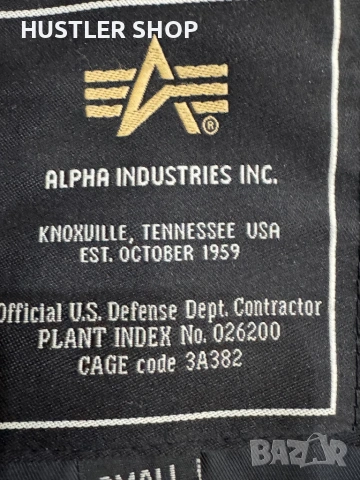 HUSTLER SHOP
®
ALPHA INDUSTRIES INC.
KNOXVILLE, TENNESSEE USA
EST. OCTOBER 1959
Official U.S. Defense Dept. Contractor
PLANT INDEX No. 026200
CAGE code 3A382
SMALL
BAZAR